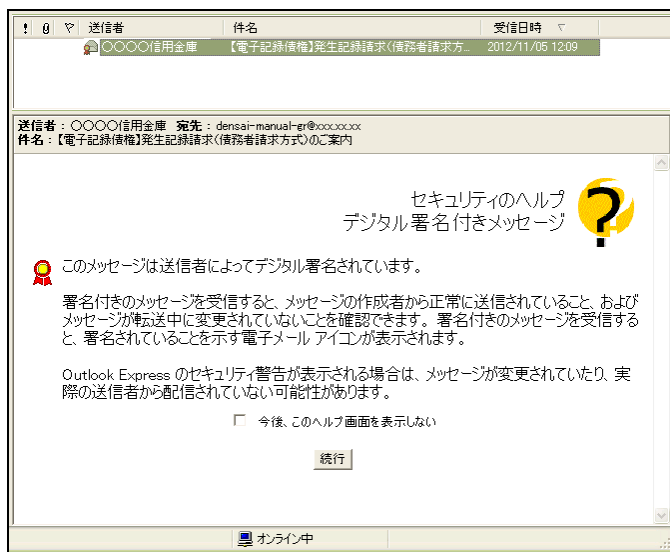 ! 送信者 件名 受信日時
〇〇〇〇信用金庫 【電子記録債権】発生記録請求(債務者請求方... 2012/11/05 12:09
送信者：〇〇〇〇信用金庫 宛先：densai-manual-gr@xxx.xx.xx
件名：【電子記録債権】発生記録請求(債務者請求方式)のご案内
セキュリティのヘルプ
デジタル署名付きメッセージ
?
このメッセージは送信者によってデジタル署名されています。
署名付きのメッセージを受信すると、メッセージの作成者から正常に送信されていること、および
メッセージが転送中に変更されていないことを確認できます。署名付きのメッセージを受信する
と、署名されていることを示す電子メール アイコンが表示されます。
Outlook Express のセキュリティ警告が表示される場合は、メッセージが変更されていたり、実
際の送信者から配信されていない可能性があります。
今後、このヘルプ画面を表示しない
続行
オンライン中